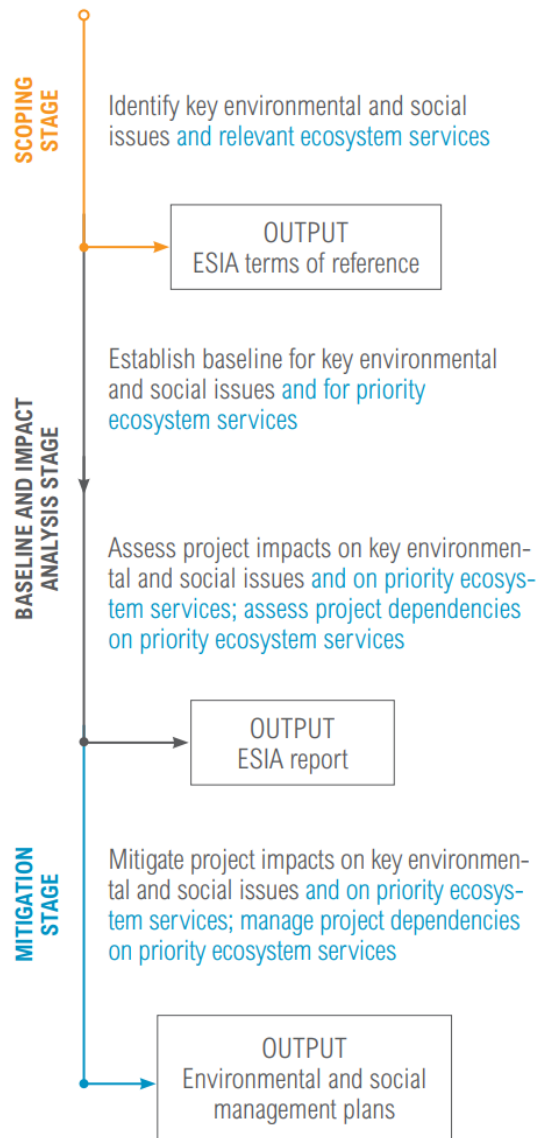 SCOPING
STAGE
Identify key environmental and social
issues and relevant ecosystem services
OUTPUT
ESIA terms of reference
BASELINE AND IMPACT
ANALYSIS STAGE
Establish baseline for key environmental
and social issues and for priority
ecosystem services
Assess project impacts on key environmen-
tal and social issues and on priority ecosys-
tem services; assess project dependencies
on priority ecosystem services
OUTPUT
ESIA report
MITIGATION
STAGE
Mitigate project impacts on key environmen-
tal and social issues and on priority ecosys-
tem services; manage project dependencies
on priority ecosystem services
OUTPUT
Environmental and social
management plans